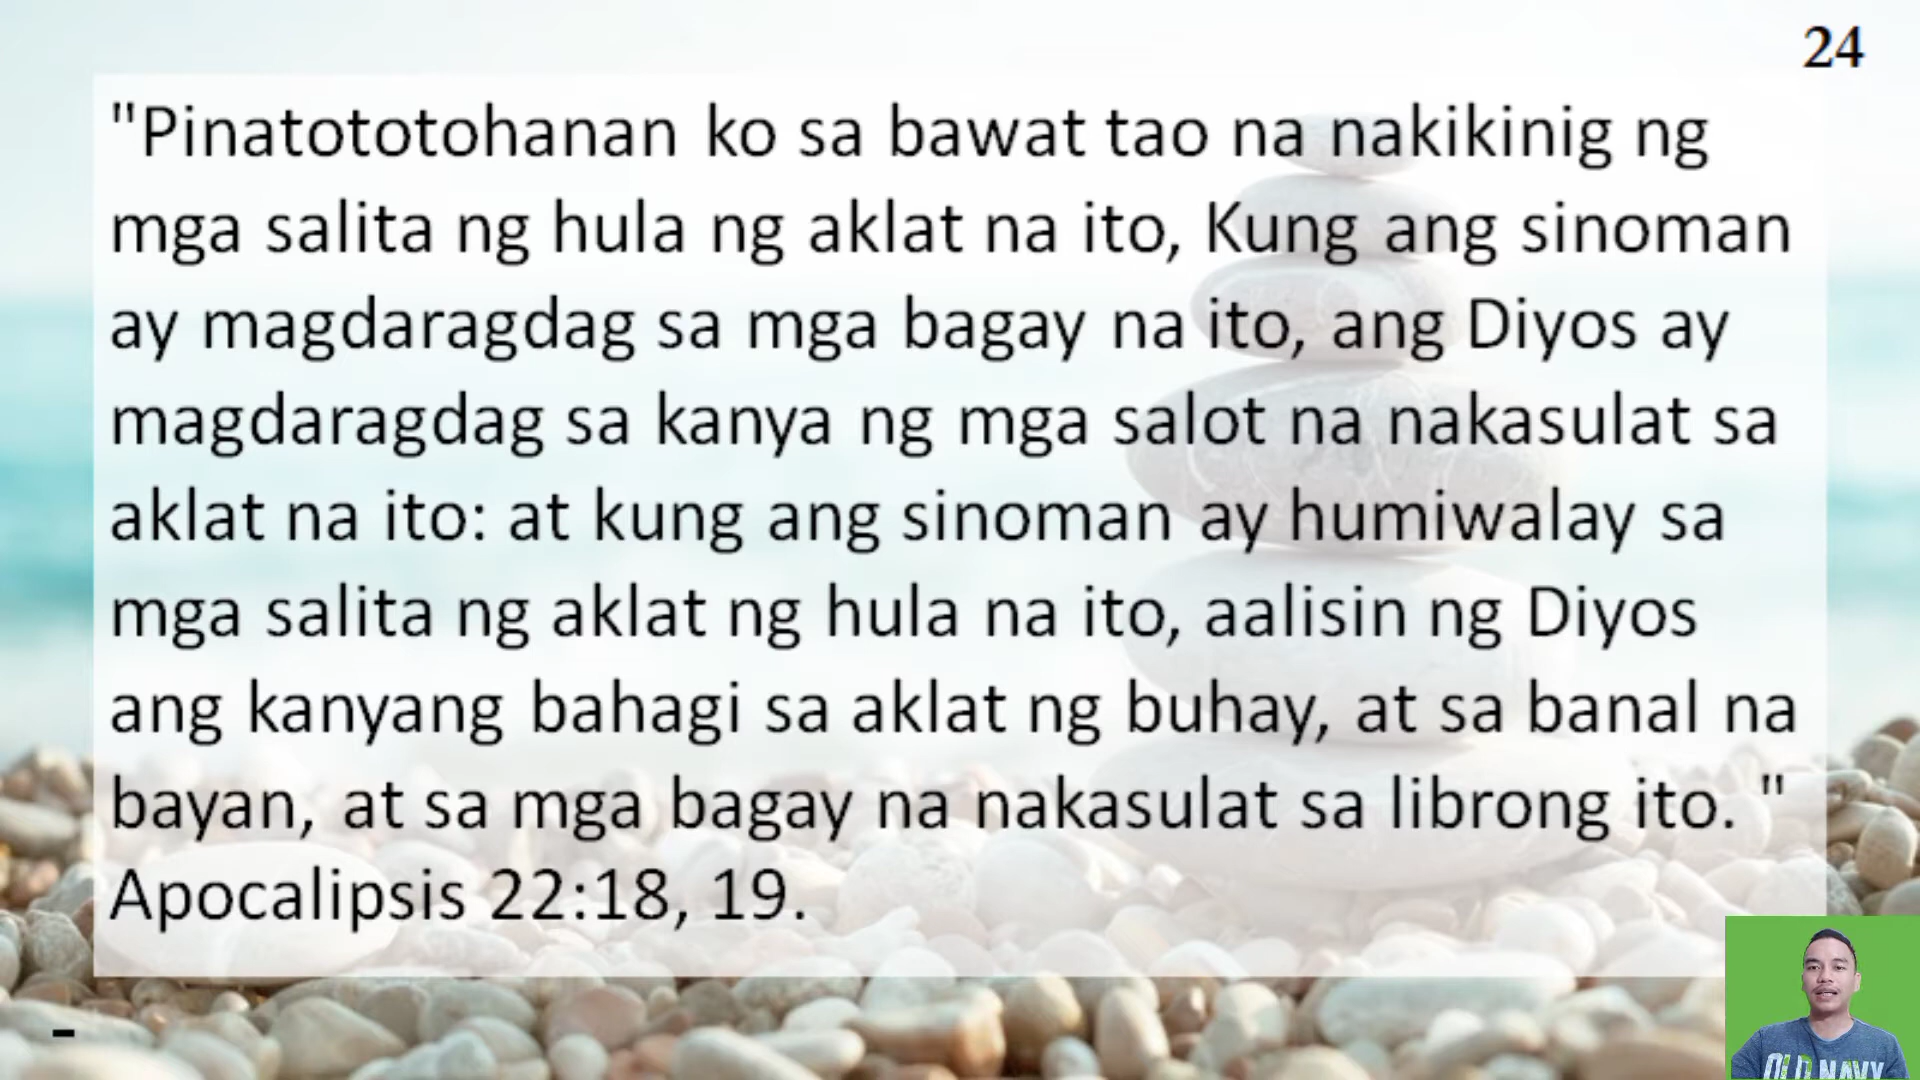 24
"Pinatototohanan ko sa bawat tao na nakikinig ng
mga salita ng hula ng aklat na ito, Kung ang sinoman
ay magdaragdag sa mga bagay na ito, ang Diyos ay
magdaragdag sa kanya ng mga salot na nakasulat sa
aklat na ito: at kung ang sinoman ay humiwalay sa
mga salita ng aklat ng hula na ito, aalisin ng Diyos
ang kanyang bahagi sa aklat ng buhay, at sa banal na
bayan, at sa mga bagay na nakasulat sa librong ito. "
Apocalipsis 22:18, 19.
-
OLD NAVY